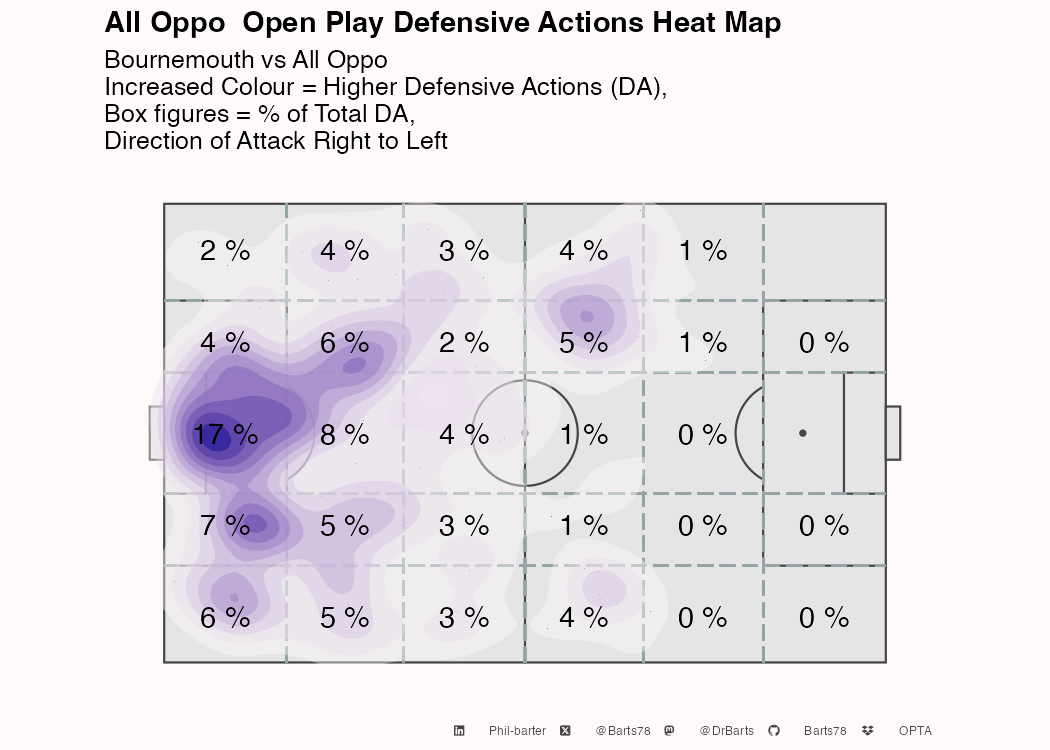 All Oppo  Open Play Defensive Actions Heat Map
Bournemouth vs All Oppo
Increased Colour = Higher Defensive Actions (DA),
Box figures = % of Total DA,
Direction of Attack Right to Left
2 % 4 % 3 % 4 % 1 %
4 % 6 % 2 % 5 % 1 % 0 %
17 % 8 % 4 % 1 % 0 %
7 % 5 % 3 % 1 % 0 % 0 %
6 % 5 % 3 % 4 % 0 % 0 %
Phil-barter @Barts78 @DrBarts Barts78 OPTA